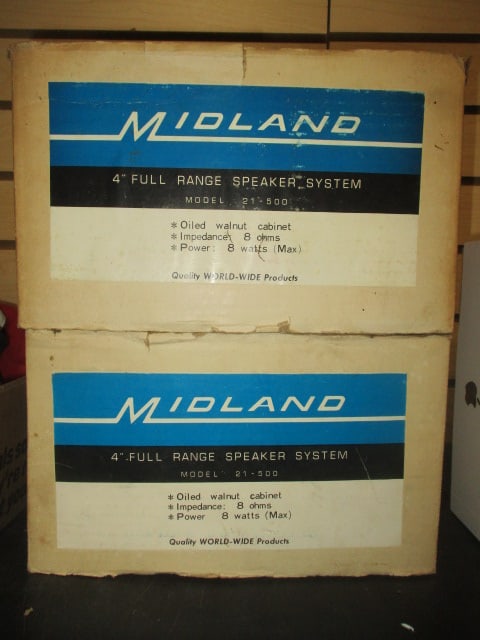 MIDLAND
4" FULL RANGE SPEAKER SYSTEM
MODEL 21-500
* Oiled walnut cabinet
* Impedance: 8 ohms
* Power: 8 watts (Max)
Quality WORLD-WIDE Products
MIDLAND
4" FULL RANGE SPEAKER SYSTEM
MODEL 21-500
* Oiled walnut cabinet
* Impedance: 8 ohms
* Power 8 watts (Max)
Quality WORLD-WIDE Products